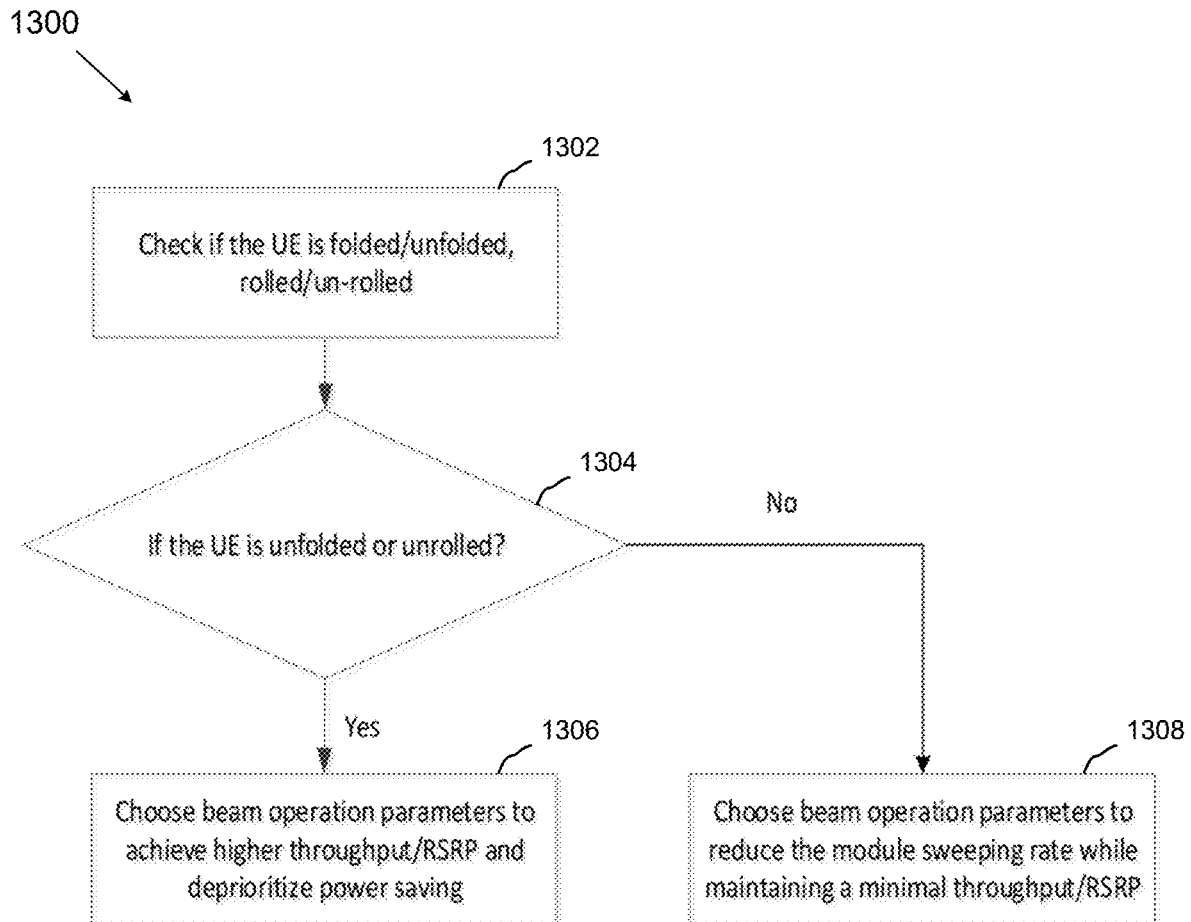 1300
1302
Check if the UE is folded/unfolded,
rolled/un-rolled
1304
No
If the UE is unfolded or unrolled?
Yes
1306
Choose beam operation parameters to
achieve higher throughput/RSRP and
deprioritize power saving
1308
Choose beam operation parameters to
reduce the module sweeping rate while
maintaining a minimal throughput/RSRP